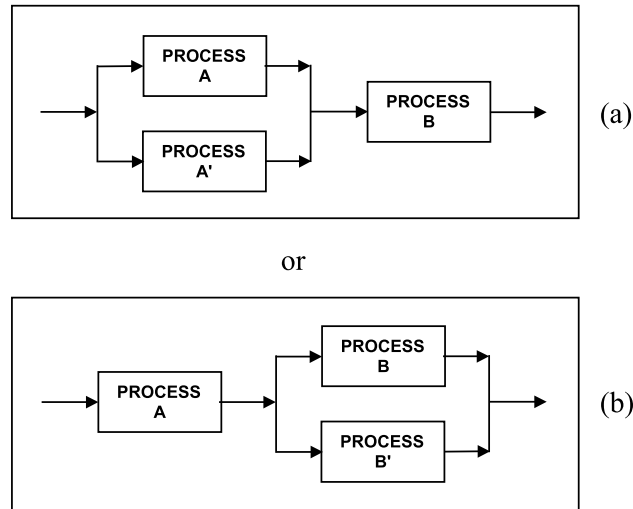 PROCESS
A
PROCESS
A'
PROCESS
B
(a)
or
PROCESS
A
PROCESS
B
PROCESS
B'
(b)